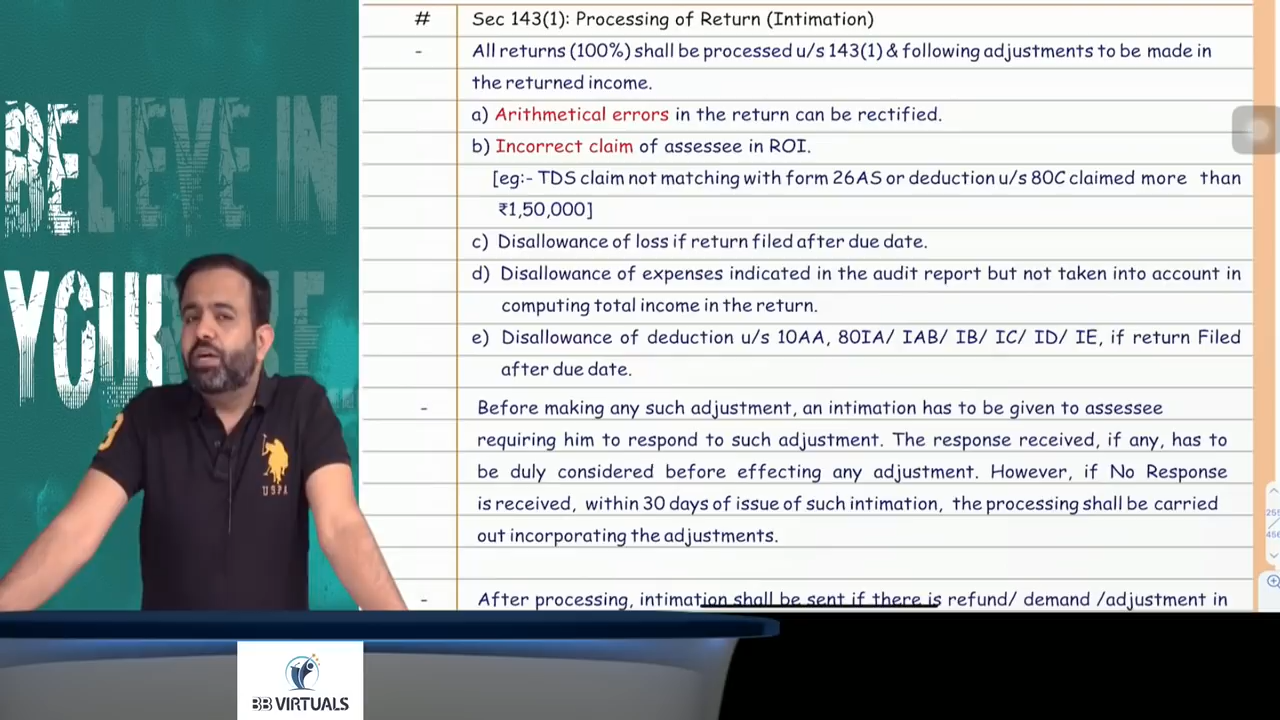 BELIEVE IN
YOUR
3
USPA
# Sec 143(1): Processing of Return (Intimation)
- All returns (100%) shall be processed u/s 143(1) & following adjustments to be made in
the returned income.
a) Arithmetical errors in the return can be rectified.
b) Incorrect claim of assessee in ROI.
[eg:- TDS claim not matching with form 26AS or deduction u/s 80C claimed more than
₹1,50,000]
c) Disallowance of loss if return filed after due date.
d) Disallowance of expenses indicated in the audit report but not taken into account in
computing total income in the return.
e) Disallowance of deduction u/s 10AA, 80IA/ IAB/ IB/ IC/ ID/ IE, if return Filed
after due date.
- Before making any such adjustment, an intimation has to be given to assessee
requiring him to respond to such adjustment. The response received, if any, has to
be duly considered before effecting any adjustment. However, if No Response
is received, within 30 days of issue of such intimation, the processing shall be carried
out incorporating the adjustments.
- After processing, intimation shall be sent if there is refund/ demand /adjustment in
BB VIRTUALS